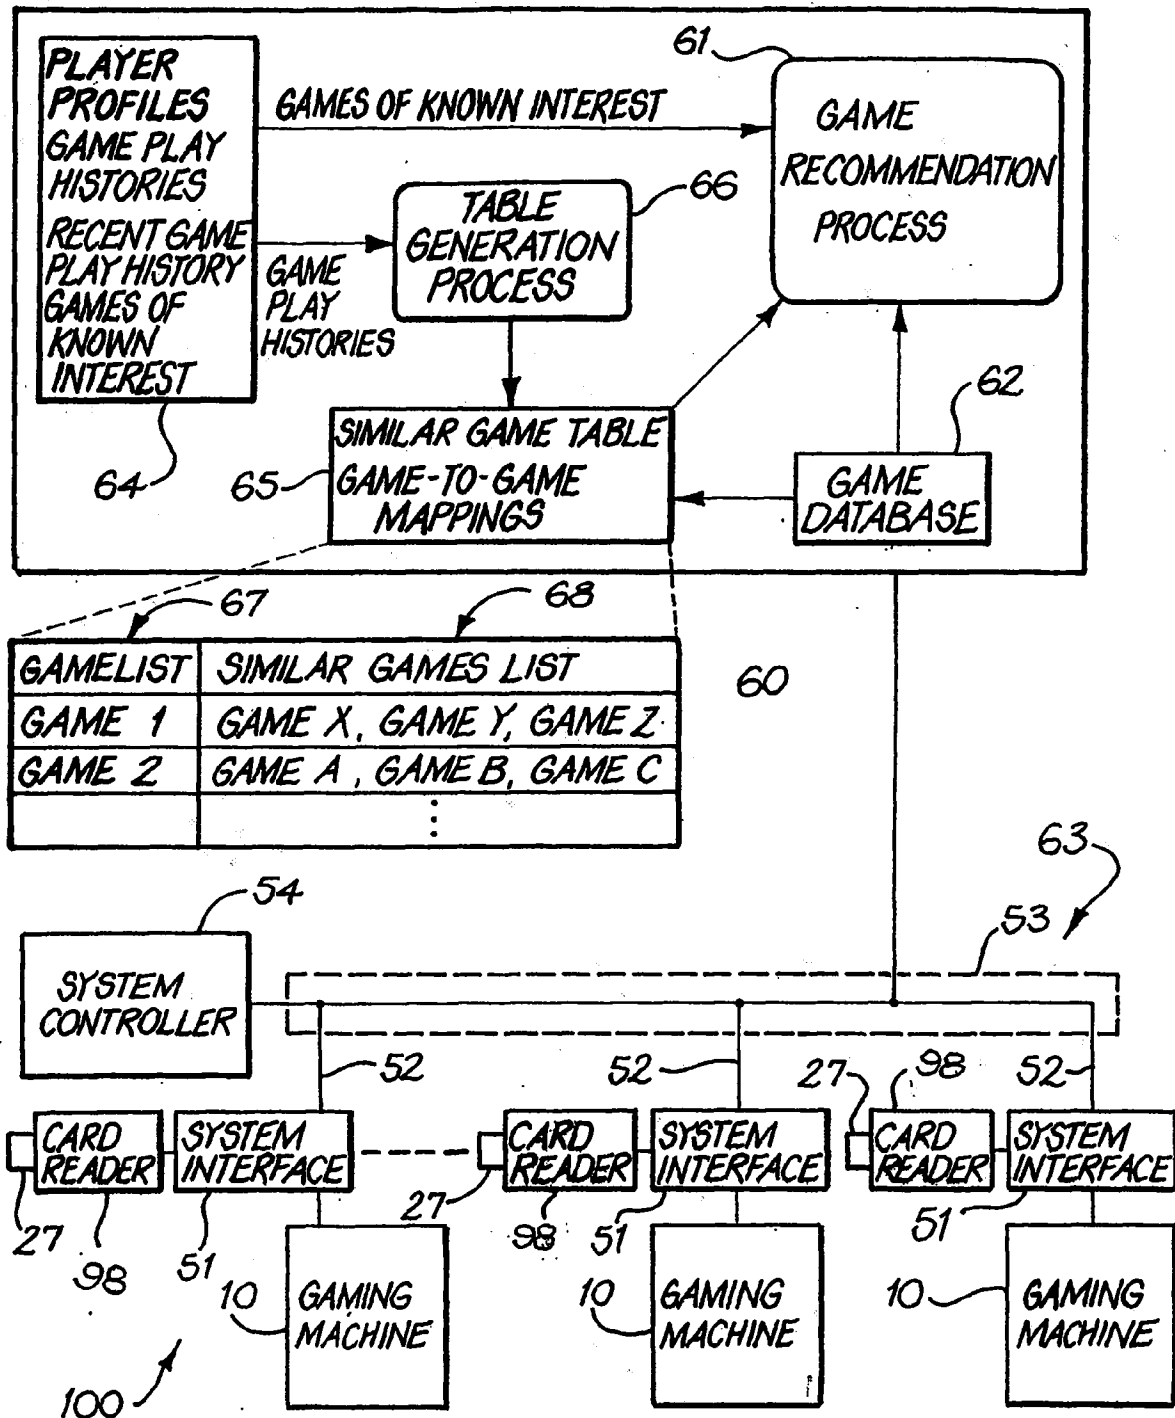 PLAYER
PROFILES
GAME PLAY
HISTORIES
RECENT GAME
PLAY HISTORY
GAMES OF
KNOWN
INTEREST
64
GAMES OF KNOWN INTEREST
GAME
PLAY
HISTORIES
TABLE
GENERATION
PROCESS
66
61
GAME
RECOMMENDATION
PROCESS
65
SIMILAR GAME TABLE
GAME-TO-GAME
MAPPINGS
62
GAME
DATABASE
67
68
GAMELIST
SIMILAR GAMES LIST
GAME 1
GAME X, GAME Y, GAME Z
GAME 2
GAME A , GAME B, GAME C
60
63
54
53
SYSTEM
CONTROLLER
52
52
52
27
98
CARD
READER
SYSTEM
INTERFACE
CARD
READER
SYSTEM
INTERFACE
CARD
READER
SYSTEM
INTERFACE
27
98
51
27
98
51
51
10
GAMING
MACHINE
10
GAMING
MACHINE
10
GAMING
MACHINE
100